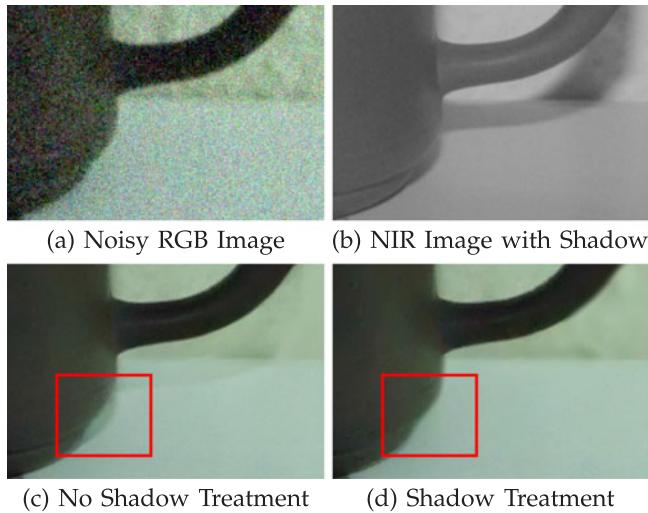 (a) Noisy RGB Image
(b) NIR Image with Shadow
(c) No Shadow Treatment
(d) Shadow Treatment